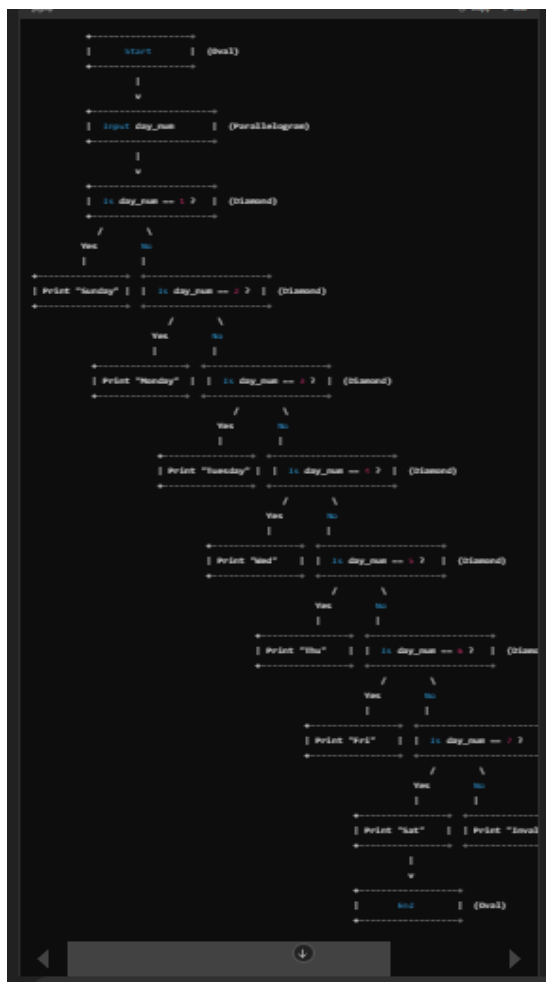 Start (Oval)
Input day_num (Parallelogram)
Is day_num == 1 ? (Diamond)
Yes No
Print "Sunday" Is day_num == 2 ? (Diamond)
Yes No
Print "Monday" Is day_num == 3 ? (Diamond)
Yes No
Print "Tuesday" Is day_num == 4 ? (Diamond)
Yes No
Print "Wed" Is day_num == 5 ? (Diamond)
Yes No
Print "Thu" Is day_num == 6 ? (Diam
Yes No
Print "Fri" Is day_num == 7 ?
Yes No
Print "Sat" Print "Inval
End (Oval)